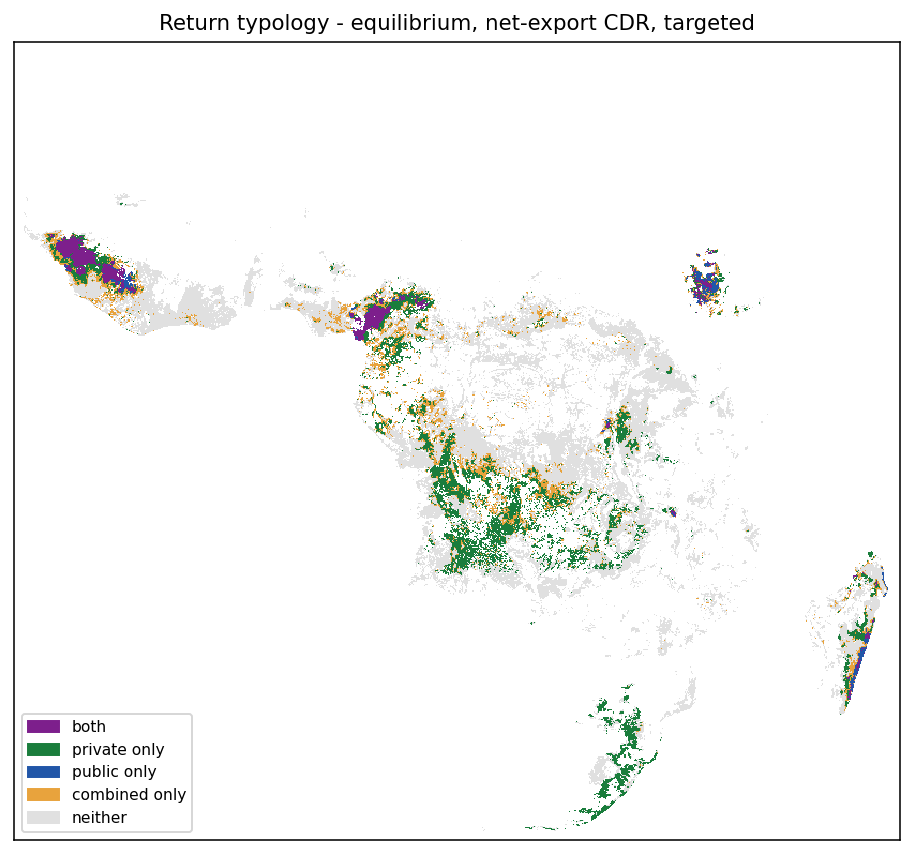 Return typology - equilibrium, net-export CDR, targeted
both
private only
public only
combined only
neither